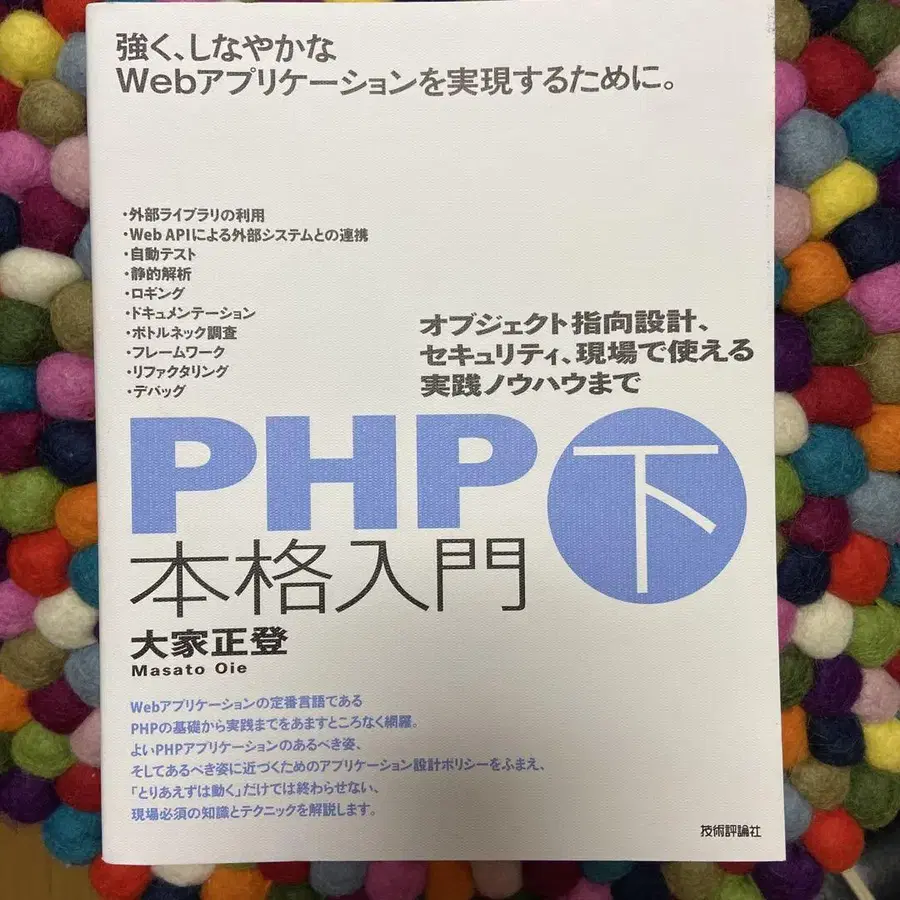 強く、しなやかな
Webアプリケーションを実現するために。
・外部ライブラリの利用
・Web APIによる外部システムとの連携
・自動テスト
・静的解析
・ロギング
・ドキュメンテーション
・ボトルネック調査
・フレームワーク
・リファクタリング
・デバッグ
オブジェクト指向設計、
セキュリティ、現場で使える
実践ノウハウまで
PHP 下
本格入門
大家正登
Masato Oie
Webアプリケーションの定番言語である
PHPの基礎から実践までをあますところなく網羅。
よいPHPアプリケーションのあるべき姿、
そしてあるべき姿に近づくためのアプリケーション設計ポリシーをふまえ、
「とりあえずは動く」だけでは終わらせない、
現場必須の知識とテクニックを解説します。
技術評論社